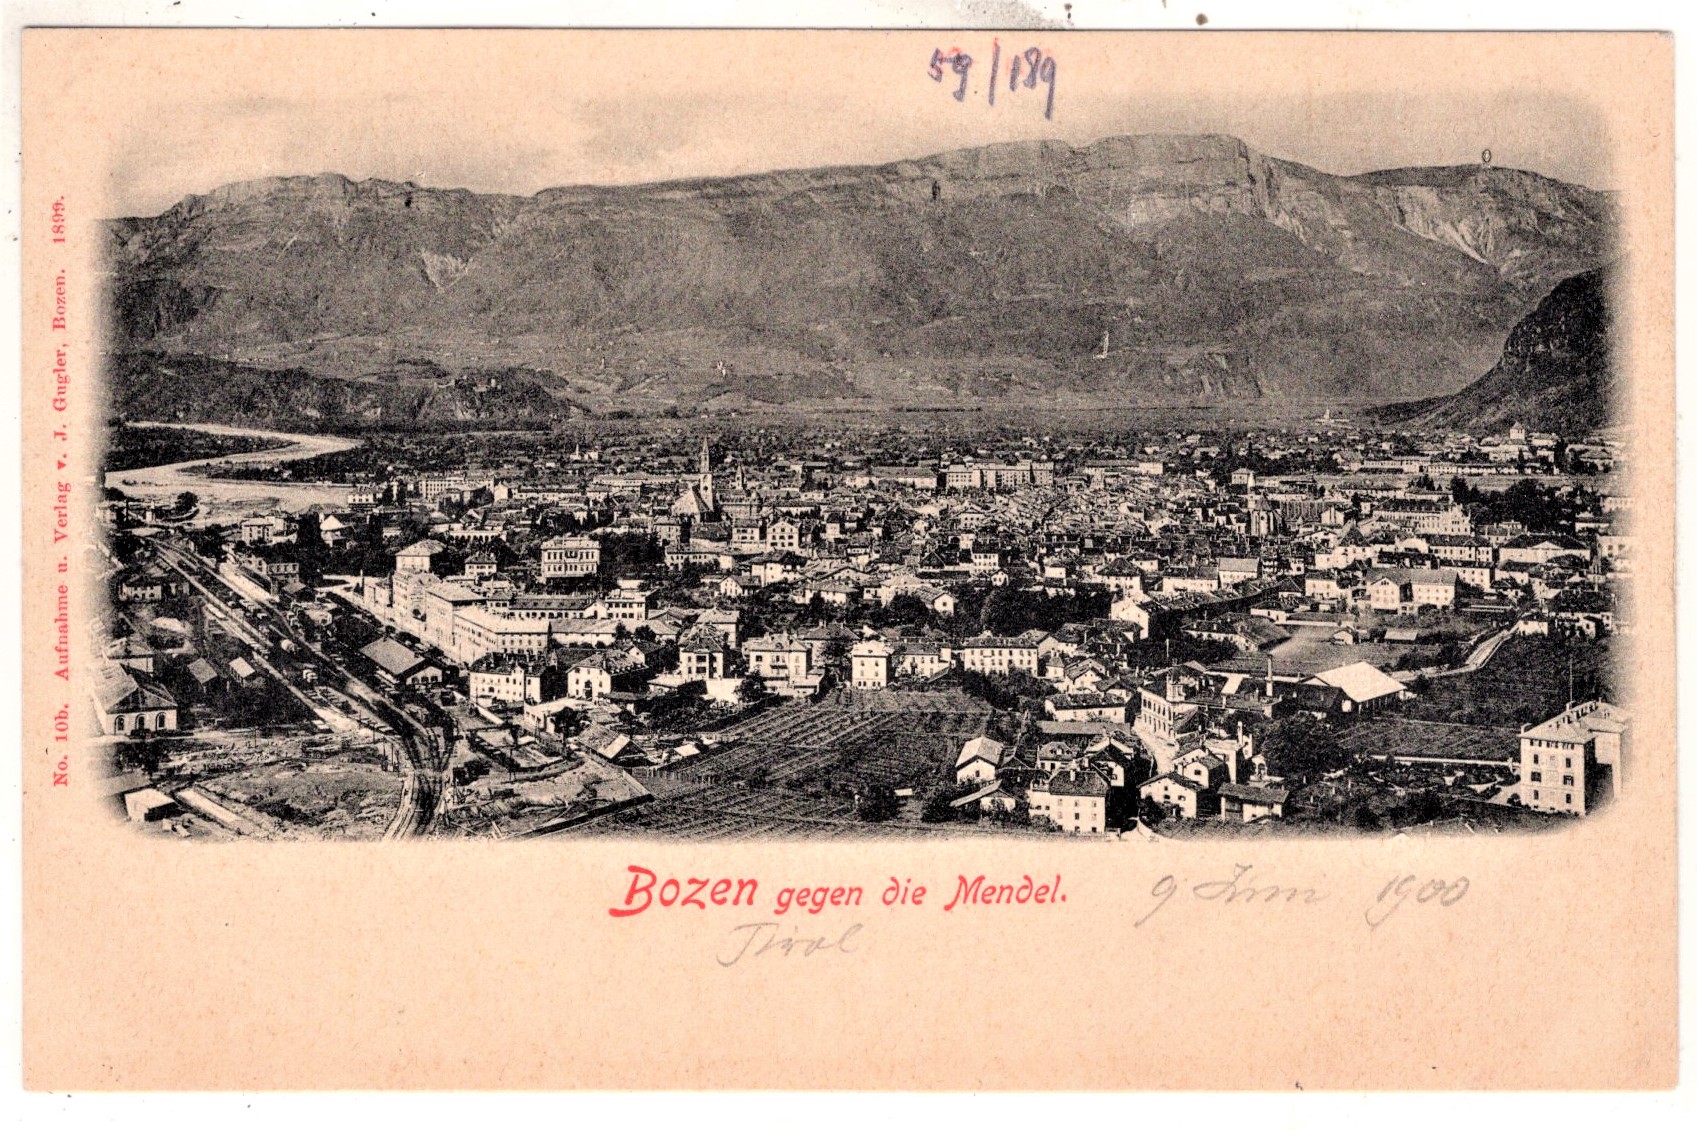 59/189
No. 10b. Aufnahme u. Verlag v. J. Gugler, Bozen. 1899.
Bozen gegen die Mendel.
9 Juni 1900
Tirol